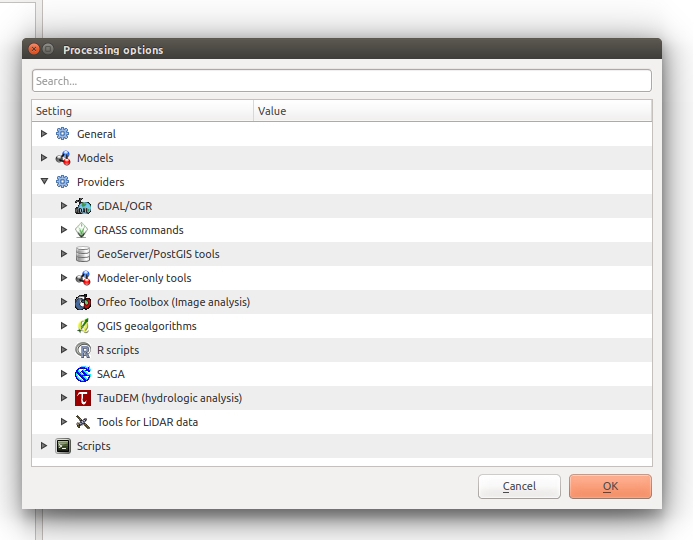 Processing options
Search...
Setting Value
General
Models
Providers
GDAL/OGR
GRASS commands
GeoServer/PostGIS tools
Modeler-only tools
Orfeo Toolbox (Image analysis)
QGIS geoalgorithms
R scripts
SAGA
TauDEM (hydrologic analysis)
Tools for LiDAR data
Scripts
Cancel OK